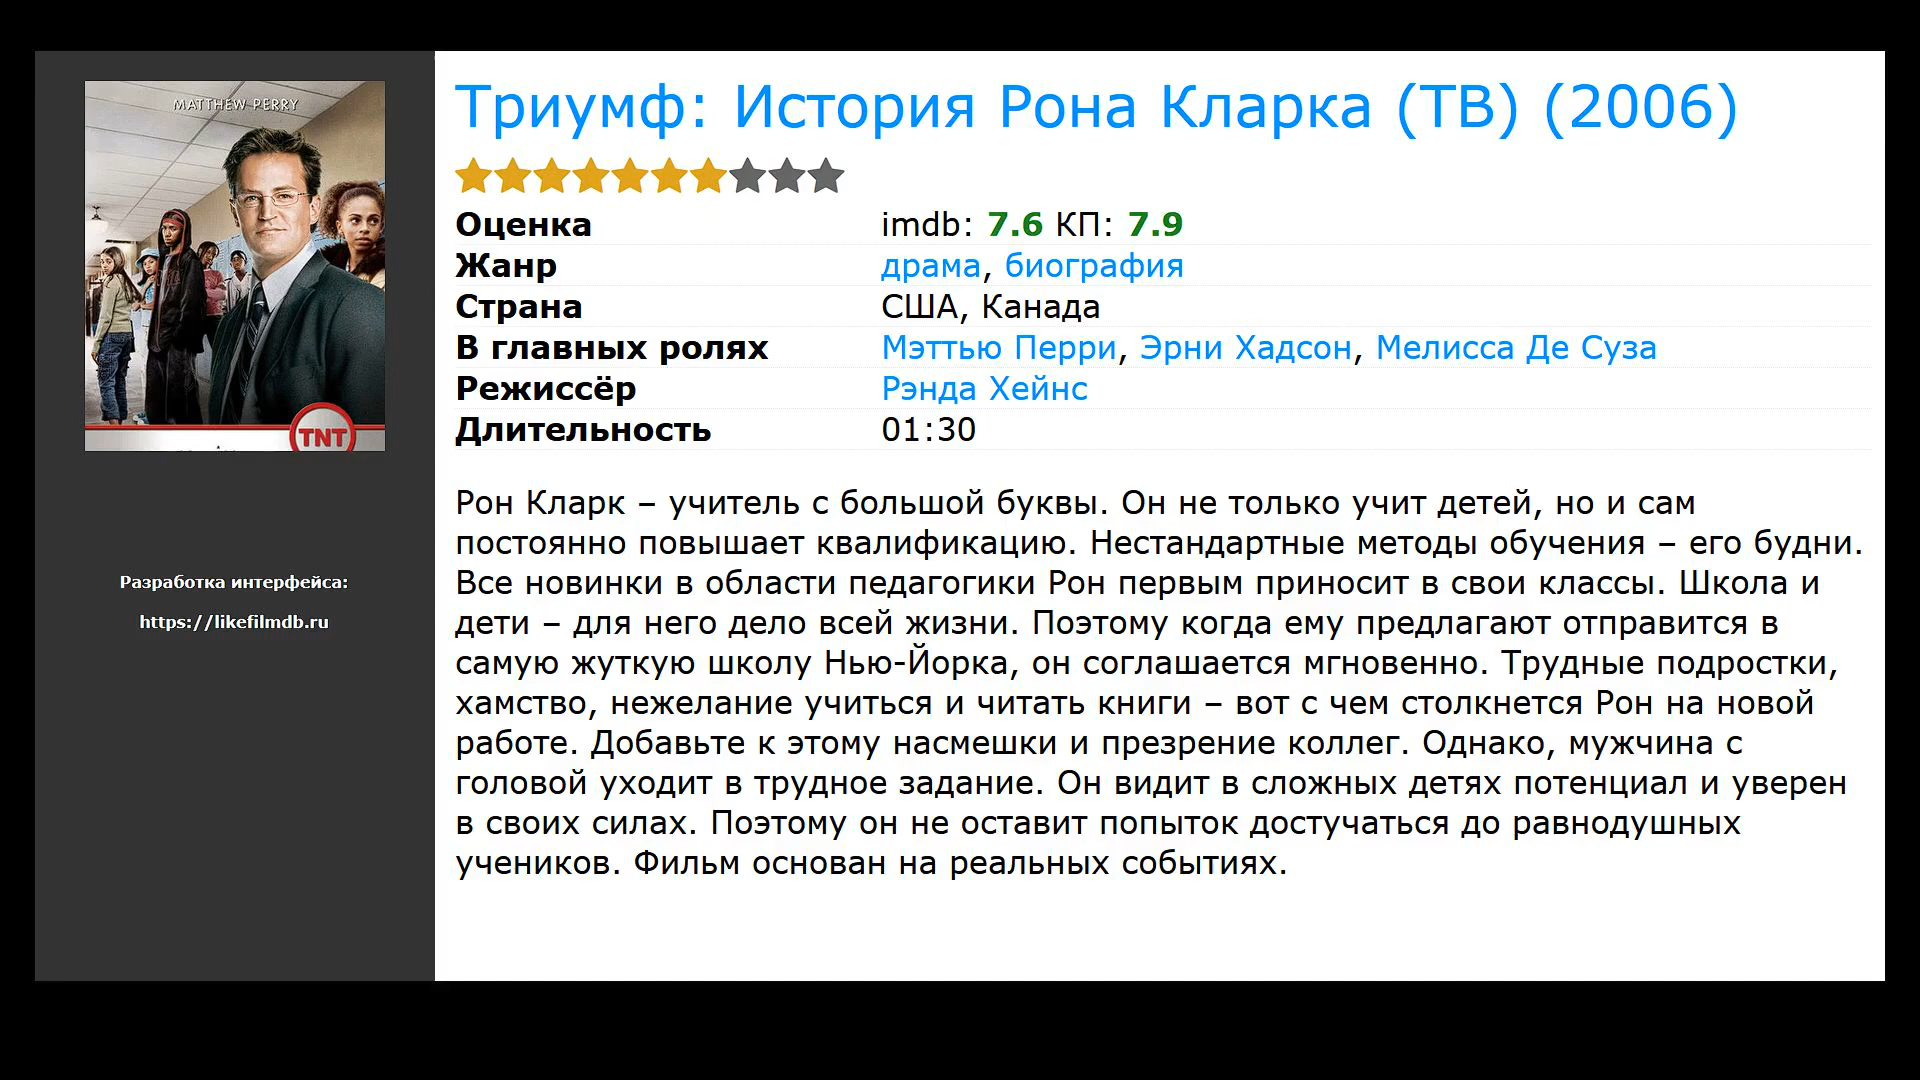 MATTHEW PERRY
TNT
Разработка интерфейса:
https://likefilmdb.ru
Триумф: История Рона Кларка (ТВ) (2006)
Оценка imdb: 7.6 КП: 7.9
Жанр драма, биография
Страна США, Канада
В главных ролях Мэттью Перри, Эрни Хадсон, Мелисса Де Суза
Режиссёр Рэнда Хейнс
Длительность 01:30
Рон Кларк – учитель с большой буквы. Он не только учит детей, но и сам
постоянно повышает квалификацию. Нестандартные методы обучения – его будни.
Все новинки в области педагогики Рон первым приносит в свои классы. Школа и
дети – для него дело всей жизни. Поэтому когда ему предлагают отправится в
самую жуткую школу Нью-Йорка, он соглашается мгновенно. Трудные подростки,
хамство, нежелание учиться и читать книги – вот с чем столкнется Рон на новой
работе. Добавьте к этому насмешки и презрение коллег. Однако, мужчина с
головой уходит в трудное задание. Он видит в сложных детях потенциал и уверен
в своих силах. Поэтому он не оставит попыток достучаться до равнодушных
учеников. Фильм основан на реальных событиях.